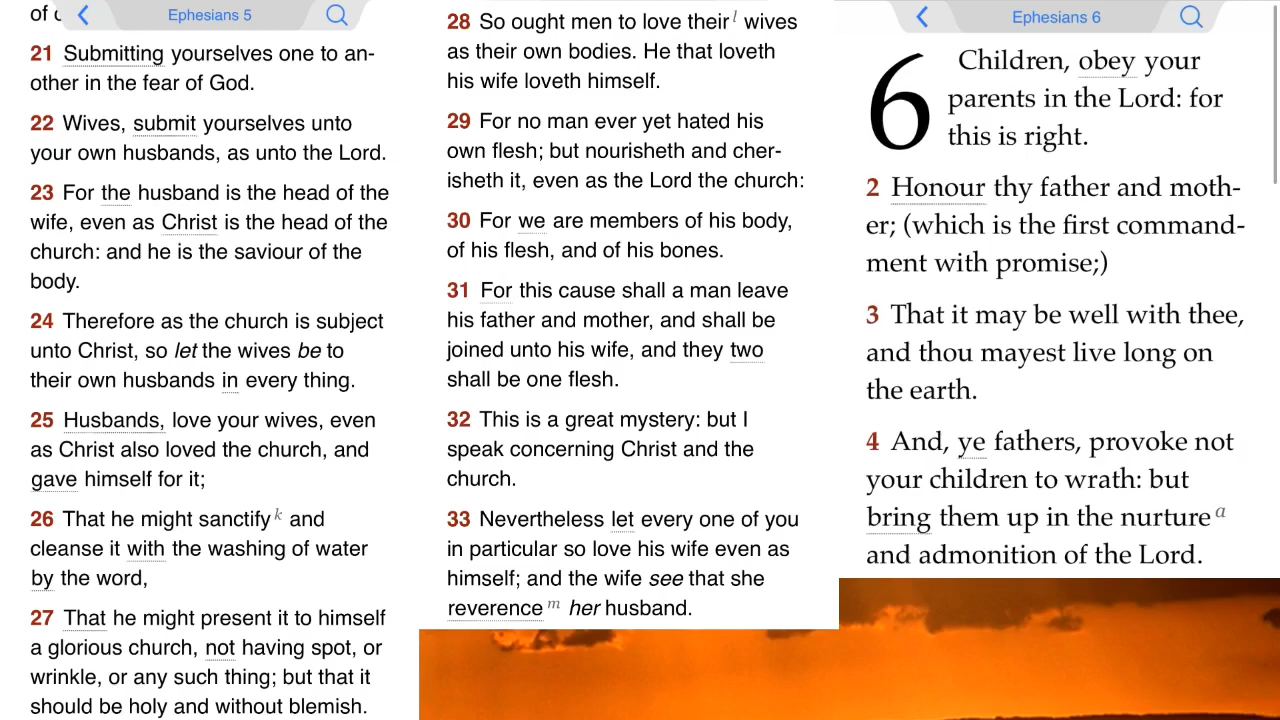 of
Ephesians 5
21 Submitting yourselves one to an-
other in the fear of God.
22 Wives, submit yourselves unto
your own husbands, as unto the Lord.
23 For the husband is the head of the
wife, even as Christ is the head of the
church: and he is the saviour of the
body.
24 Therefore as the church is subject
unto Christ, so let the wives be to
their own husbands in every thing.
25 Husbands, love your wives, even
as Christ also loved the church, and
gave himself for it;
26 That he might sanctify k and
cleanse it with the washing of water
by the word,
27 That he might present it to himself
a glorious church, not having spot, or
wrinkle, or any such thing; but that it
should be holy and without blemish.
28 So ought men to love their l wives
as their own bodies. He that loveth
his wife loveth himself.
29 For no man ever yet hated his
own flesh; but nourisheth and cher-
isheth it, even as the Lord the church:
30 For we are members of his body,
of his flesh, and of his bones.
31 For this cause shall a man leave
his father and mother, and shall be
joined unto his wife, and they two
shall be one flesh.
32 This is a great mystery: but I
speak concerning Christ and the
church.
33 Nevertheless let every one of you
in particular so love his wife even as
himself; and the wife see that she
reverence m her husband.
Ephesians 6
6 Children, obey your
parents in the Lord: for
this is right.
2 Honour thy father and moth-
er; (which is the first command-
ment with promise;)
3 That it may be well with thee,
and thou mayest live long on
the earth.
4 And, ye fathers, provoke not
your children to wrath: but
bring them up in the nurture a
and admonition of the Lord.